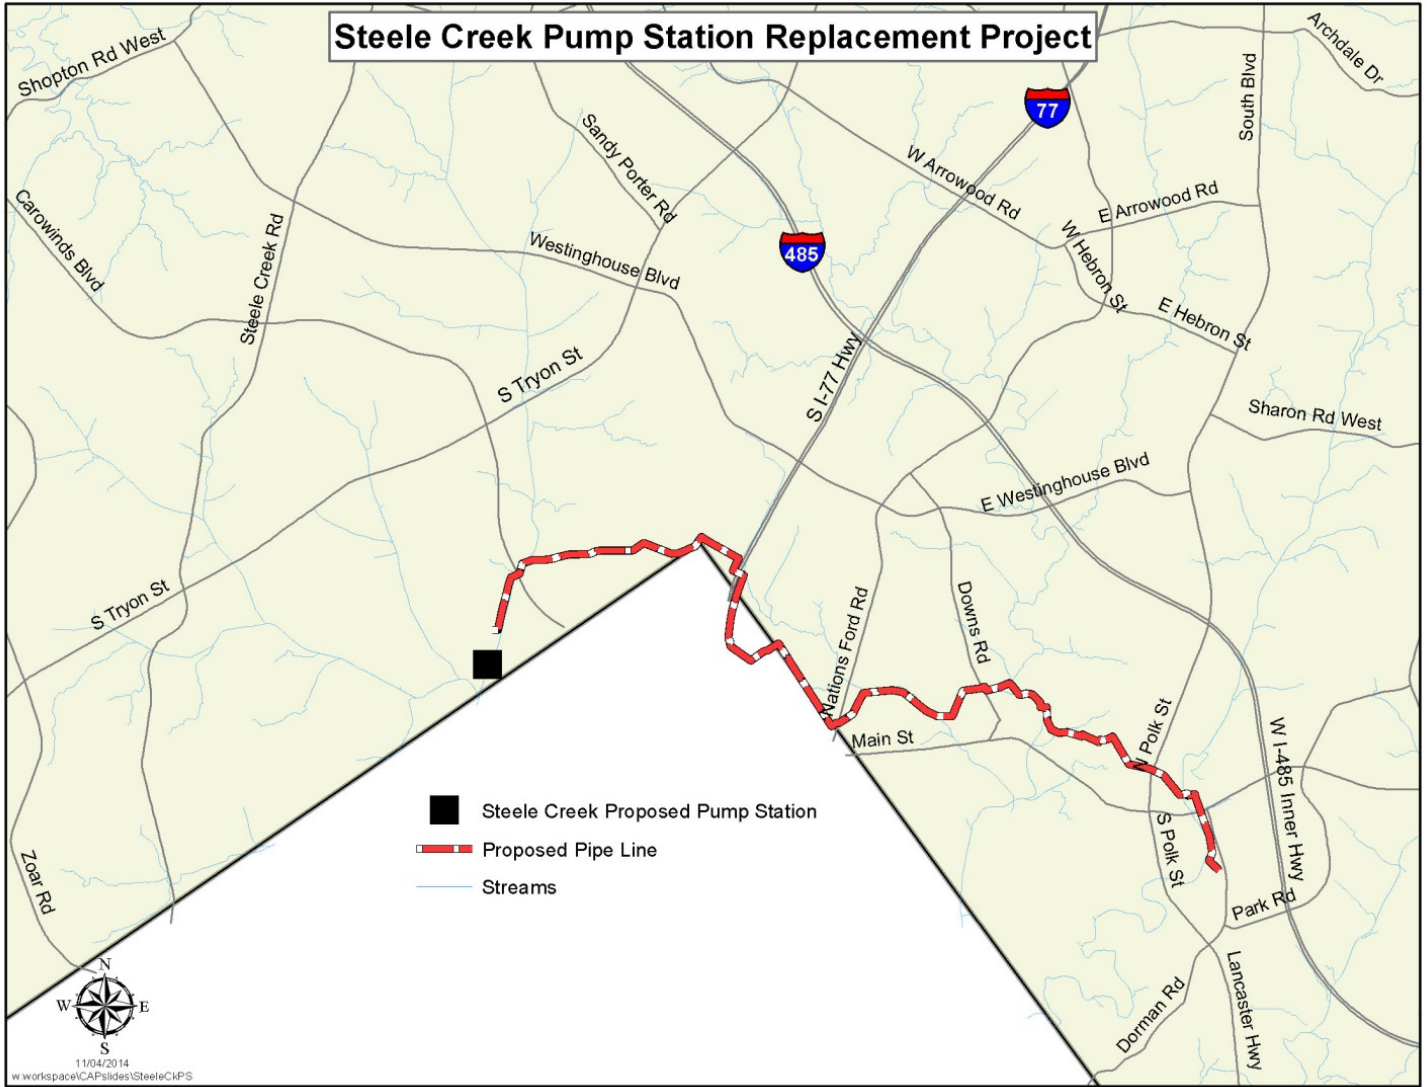 Steele Creek Pump Station Replacement Project
Shopton Rd West
Archdale Dr
South Blvd
77
Sandy Porter Rd
W Arrowood Rd
E Arrowood Rd
Carowinds Blvd
Steele Creek Rd
Westinghouse Blvd
485
W Hebron St
E Hebron St
S I-77 Hwy
S Tryon St
Sharon Rd West
E Westinghouse Blvd
S Tryon St
Nations Ford Rd
Downs Rd
N Polk St
Main St
W I-485 Inner Hwy
Steele Creek Proposed Pump Station
Proposed Pipe Line
Streams
S Polk St
Zoar Rd
Park Rd
Lancaster Hwy
Dorman Rd
N
W E
S
11/04/2014
w.workspace\CAPslides\SteeleCkPS